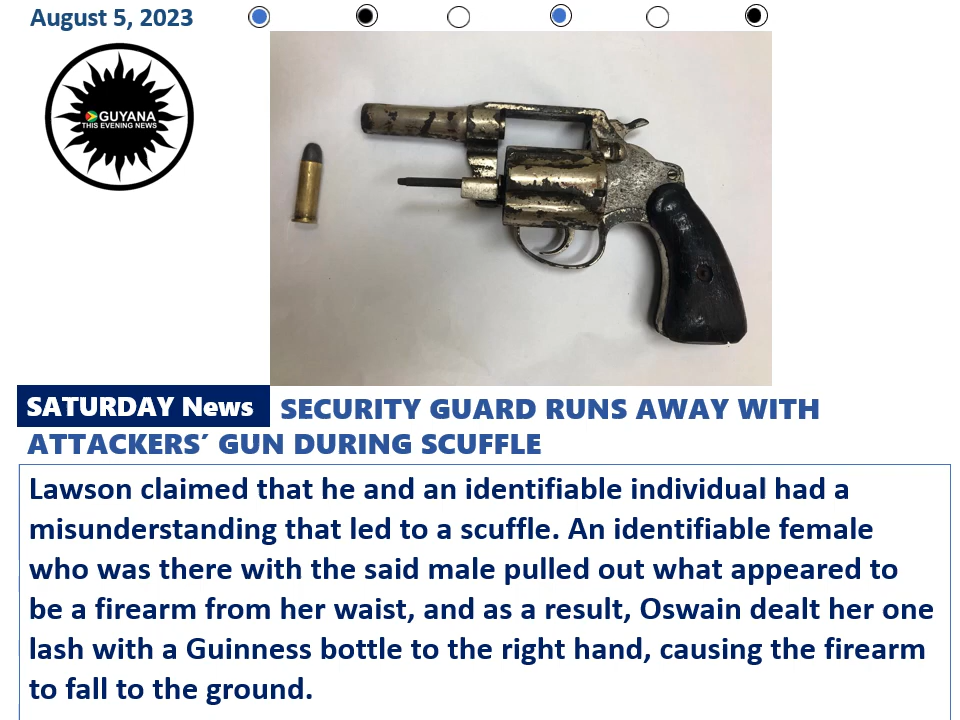 August 5, 2023
GUYANA
THIS EVENING NEWS
SATURDAY News SECURITY GUARD RUNS AWAY WITH
ATTACKERS’ GUN DURING SCUFFLE
Lawson claimed that he and an identifiable individual had a
misunderstanding that led to a scuffle. An identifiable female
who was there with the said male pulled out what appeared to
be a firearm from her waist, and as a result, Oswain dealt her one
lash with a Guinness bottle to the right hand, causing the firearm
to fall to the ground.